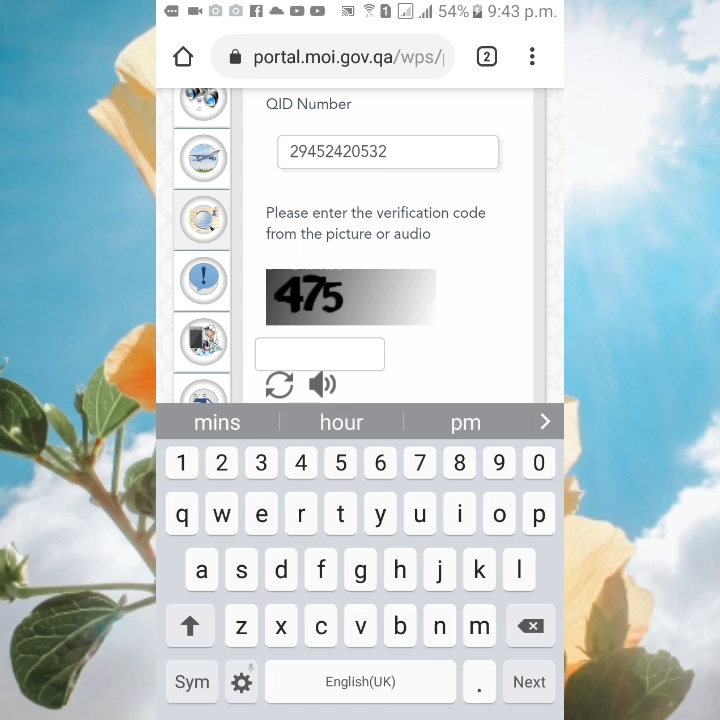 1 54% 9:43 p.m.
portal.moi.gov.qa/wps/ 2
QID Number
29452420532
Please enter the verification code
from the picture or audio
475
mins hour pm
1 2 3 4 5 6 7 8 9 0
q w e r t y u i o p
a s d f g h j k l
z x c v b n m
Sym English(UK) . Next